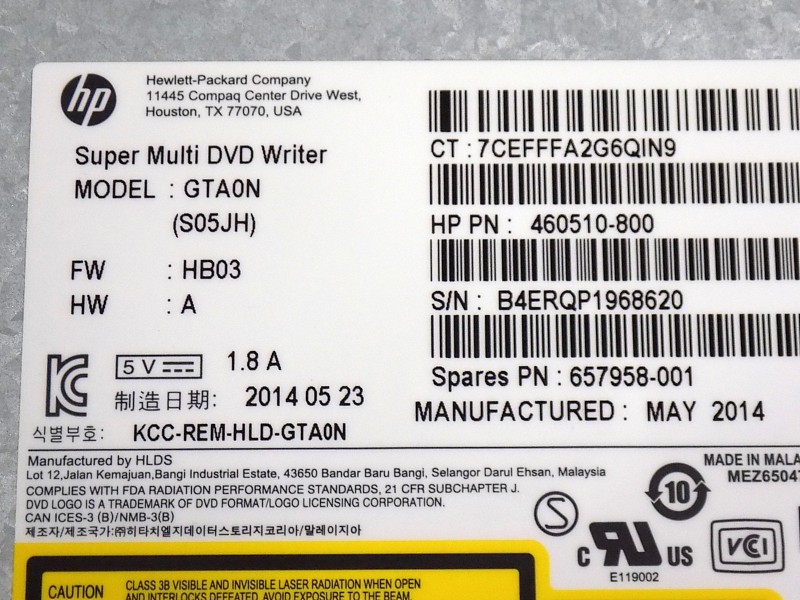 hp
Hewlett-Packard Company
11445 Compaq Center Drive West,
Houston, TX 77070, USA
Super Multi DVD Writer
MODEL : GTA0N
(S05JH)
FW : HB03
HW : A
5 V 1.8 A
制造日期: 2014 05 23
식별부호: KCC-REM-HLD-GTA0N
CT : 7CEFFFA2G6QIN9
HP PN : 460510-800
S/N : B4ERQP1968620
Spares PN : 657958-001
MANUFACTURED : MAY 2014
Manufactured by HLDS
Lot 12,Jalan Kemajuan,Bangi Industrial Estate, 43650 Bandar Baru Bangi, Selangor Darul Ehsan, Malaysia
COMPLIES WITH FDA RADIATION PERFORMANCE STANDARDS, 21 CFR SUBCHAPTER J.
DVD LOGO IS A TRADEMARK OF DVD FORMAT/LOGO LICENSING CORPORATION.
CAN ICES-3 (B)/NMB-3(B)
제조자/제조국가:㈜히타치엘지데이터스토리지코리아/말레이지아
MADE IN MALA
MEZ6504
10
S
c RU US
E119002
VCI
CAUTION
CLASS 3B VISIBLE AND INVISIBLE LASER RADIATION WHEN OPEN
AND INTERLOCKS DEFEATED. AVOID EXPOSURE TO THE BEAM.